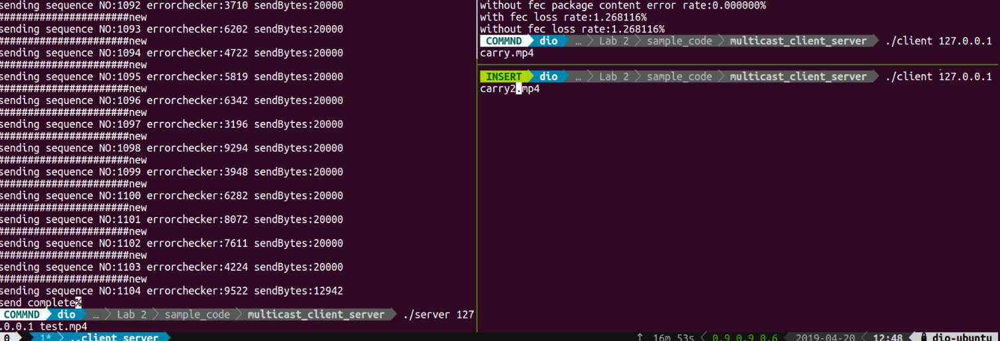 sending sequence NO:1092 errorchecker:3710 sendBytes:20000
######################new
sending sequence NO:1093 errorchecker:6202 sendBytes:20000
######################new
sending sequence NO:1094 errorchecker:4722 sendBytes:20000
######################new
sending sequence NO:1095 errorchecker:5819 sendBytes:20000
######################new
sending sequence NO:1096 errorchecker:6342 sendBytes:20000
######################new
sending sequence NO:1097 errorchecker:3196 sendBytes:20000
######################new
sending sequence NO:1098 errorchecker:9294 sendBytes:20000
######################new
sending sequence NO:1099 errorchecker:3948 sendBytes:20000
######################new
sending sequence NO:1100 errorchecker:6282 sendBytes:20000
######################new
sending sequence NO:1101 errorchecker:8072 sendBytes:20000
######################new
sending sequence NO:1102 errorchecker:7611 sendBytes:20000
######################new
sending sequence NO:1103 errorchecker:4224 sendBytes:20000
######################new
sending sequence NO:1104 errorchecker:9522 sendBytes:12942
send complete%
COMMND dio … Lab 2 sample_code multicast_client_server ./server 127
.0.0.1 test.mp4
without fec package content error rate:0.000000%
with fec loss rate:1.268116%
without fec loss rate:1.268116%
COMMND dio … Lab 2 sample_code multicast_client_server ./client 127.0.0.1
carry.mp4
INSERT dio … Lab 2 sample_code multicast_client_server ./client 127.0.0.1
carry2.mp4
0 1* ..client_server ↑ 16m 53s 0.9 0.9 0.6 2019-04-20 12:48 dio-ubuntu